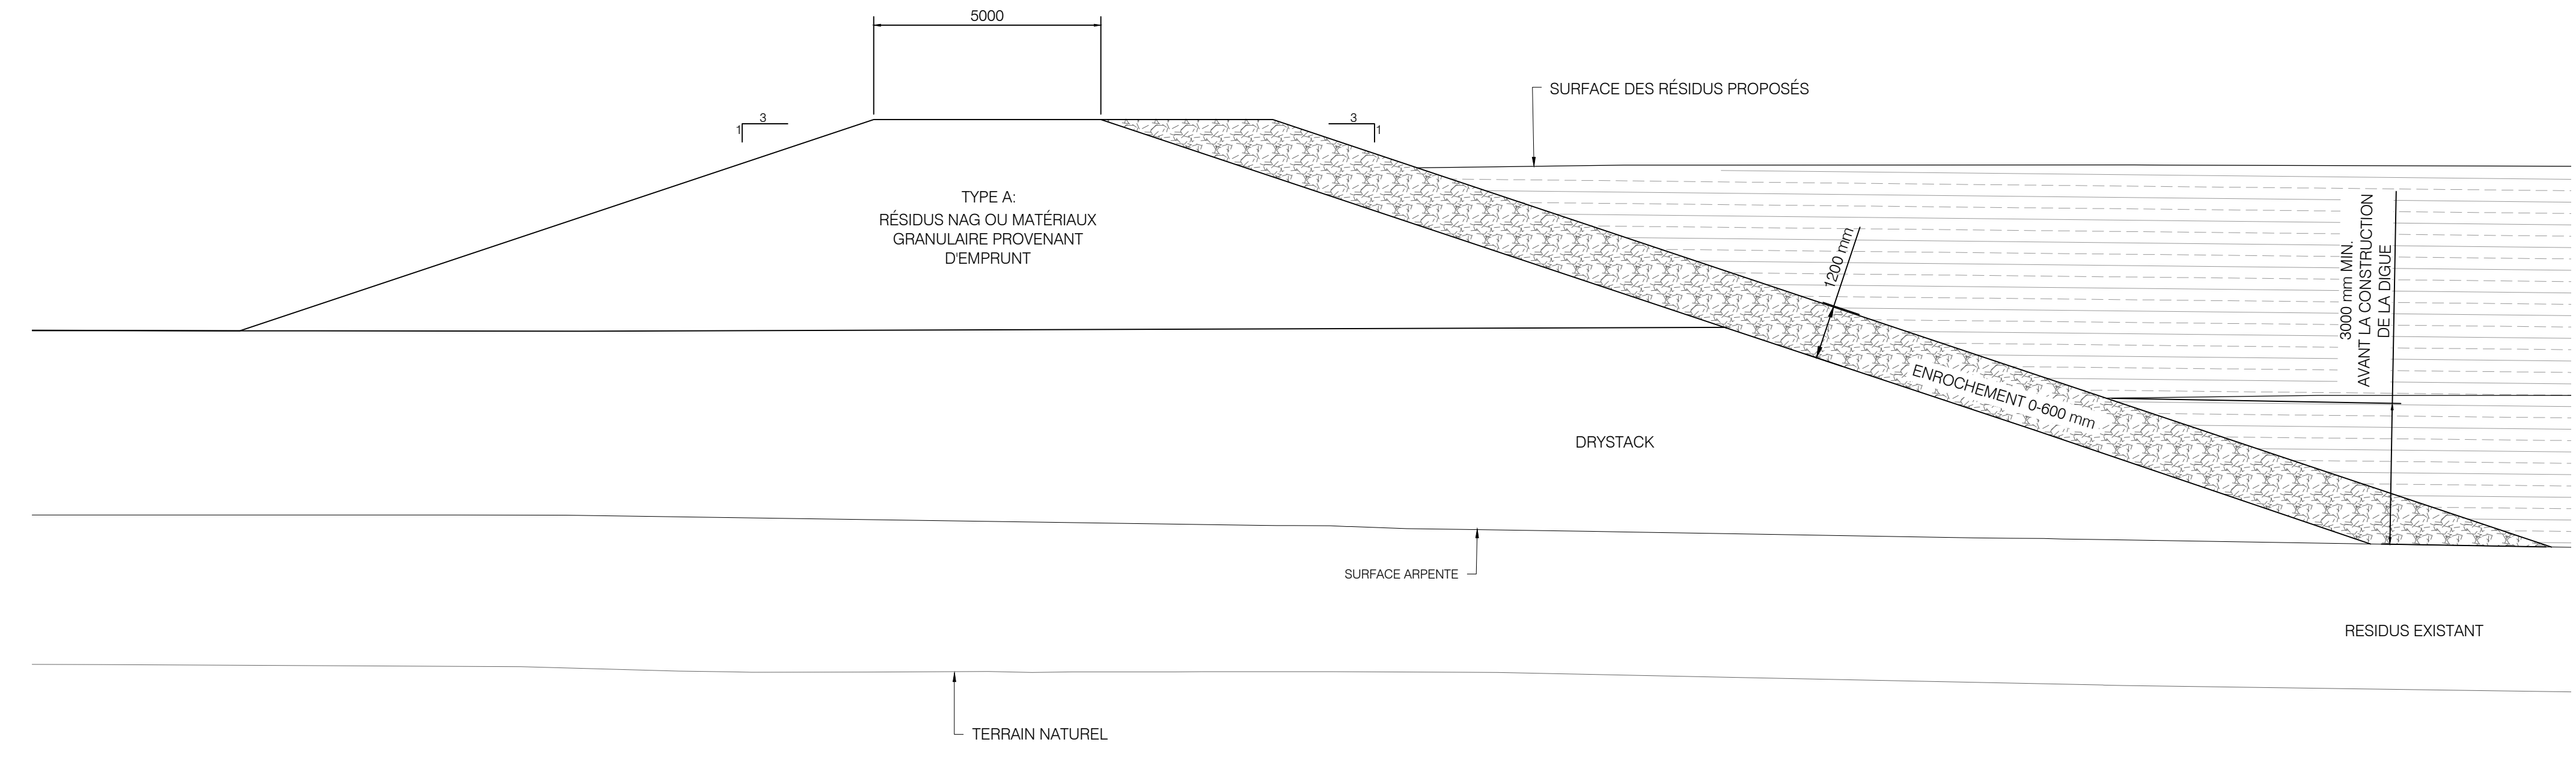 5000
3
1
3
1
SURFACE DES RÉSIDUS PROPOSÉS
TYPE A:
RÉSIDUS NAG OU MATÉRIAUX
GRANULAIRE PROVENANT
D'EMPRUNT
1200 mm
3000 mm MIN.
AVANT LA CONSTRUCTION
DE LA DIGUE
ENROCHEMENT 0-600 mm
DRYSTACK
SURFACE ARPENTE
RESIDUS EXISTANT
TERRAIN NATUREL